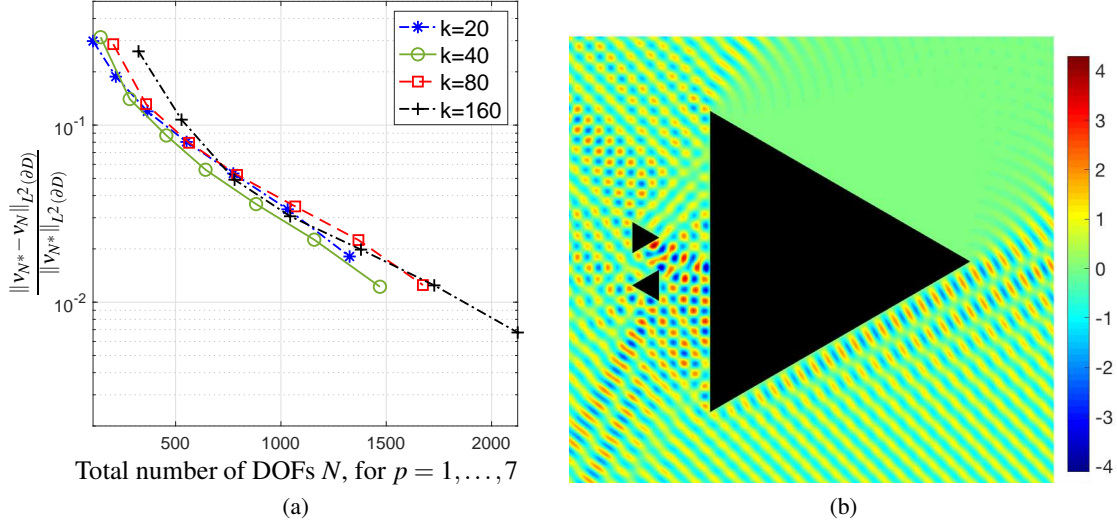 k=20
k=40
k=80
k=160
10^{-1}
10^{-2}
‖v_{N*} − v_N‖_{L²(∂D)}
‖v_{N*}‖_{L²(∂D)}
500
1000
1500
2000
Total number of DOFs N, for p = 1,...,7
(a)
4
3
2
1
0
-1
-2
-3
-4
(b)